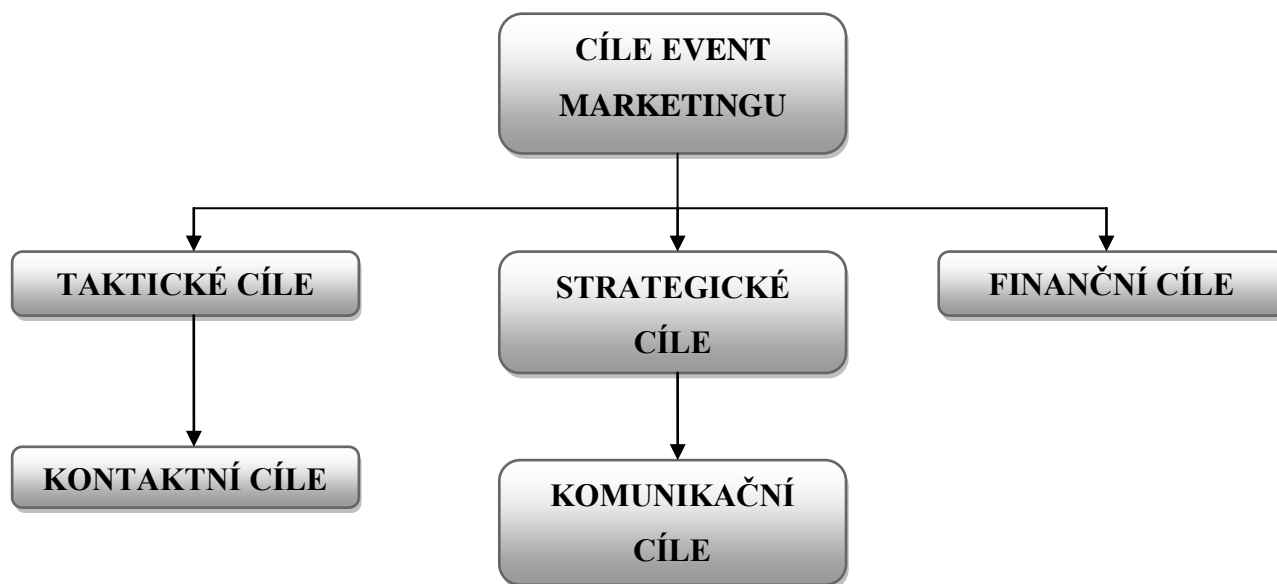 CÍLE EVENT
MARKETINGU
TAKTICKÉ CÍLE
STRATEGICKÉ
CÍLE
FINANČNÍ CÍLE
KONTAKTNÍ CÍLE
KOMUNIKAČNÍ
CÍLE